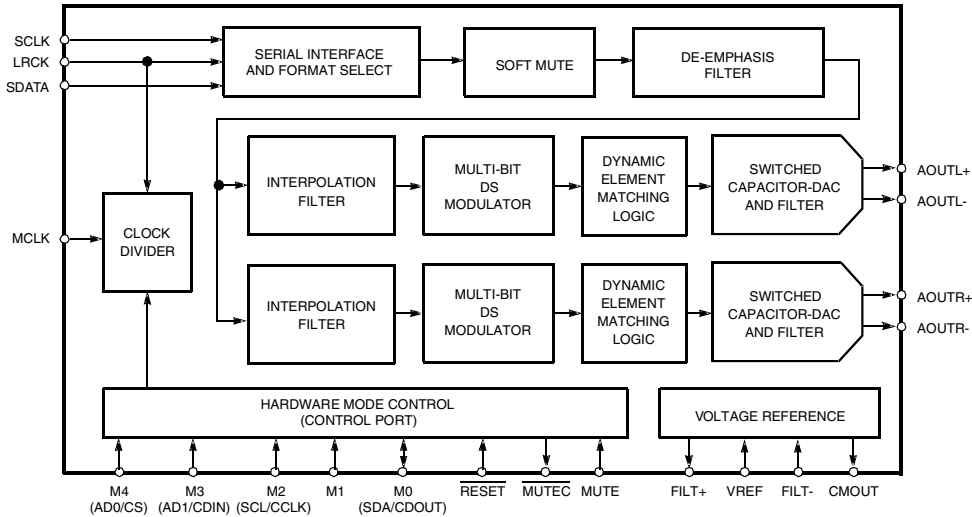 SCLK
LRCK
SDATA
SERIAL INTERFACE
AND FORMAT SELECT
SOFT MUTE
DE-EMPHASIS
FILTER
INTERPOLATION
FILTER
MULTI-BIT
DS
MODULATOR
DYNAMIC
ELEMENT
MATCHING
LOGIC
SWITCHED
CAPACITOR-DAC
AND FILTER
AOUTL+
AOUTL-
MCLK
CLOCK
DIVIDER
INTERPOLATION
FILTER
MULTI-BIT
DS
MODULATOR
DYNAMIC
ELEMENT
MATCHING
LOGIC
SWITCHED
CAPACITOR-DAC
AND FILTER
AOUTR+
AOUTR-
HARDWARE MODE CONTROL
(CONTROL PORT)
VOLTAGE REFERENCE
M4
(AD0/CS)
M3
(AD1/CDIN)
M2
(SCL/CCLK)
M1
M0
(SDA/CDOUT)
RESET
MUTEC
MUTE
FILT+
VREF
FILT-
CMOUT